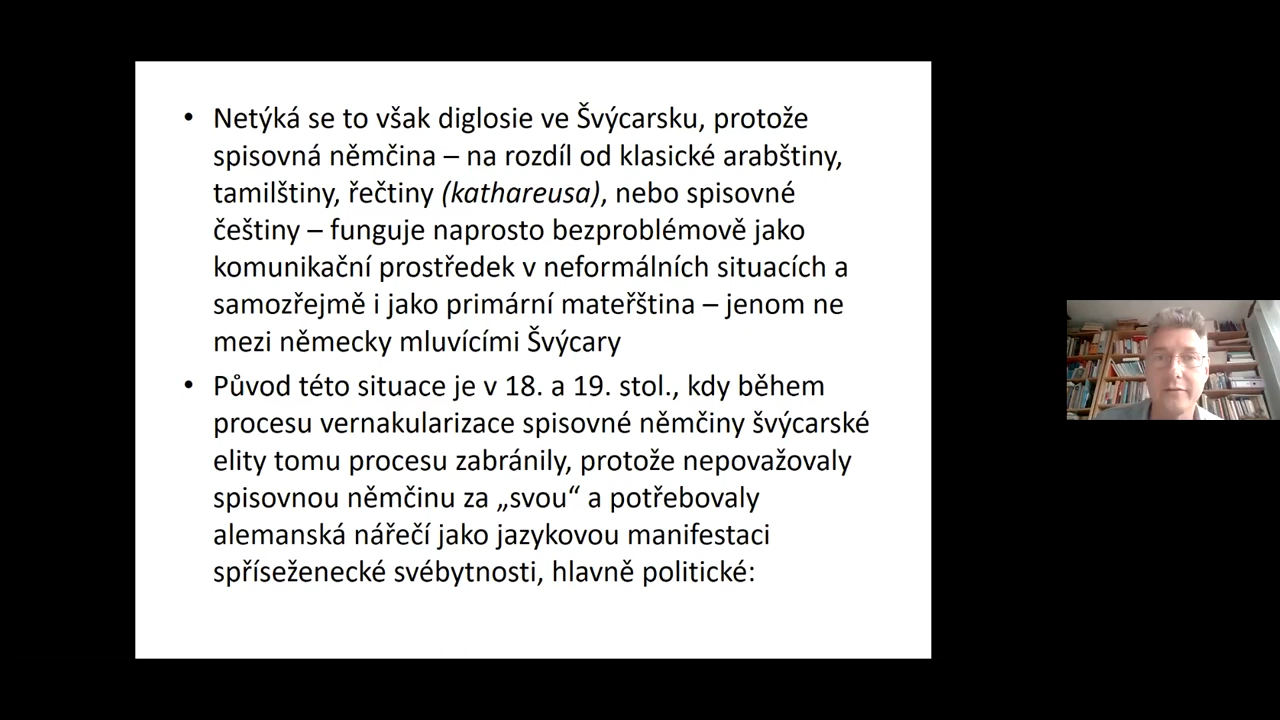 • Netýká se to však diglosie ve Švýcarsku, protože
spisovná němčina – na rozdíl od klasické arabštiny,
tamilštiny, řečtiny (kathareusa), nebo spisovné
češtiny – funguje naprosto bezproblémově jako
komunikační prostředek v neformálních situacích a
samozřejmě i jako primární mateřština – jenom ne
mezi německy mluvícími Švýcary
• Původ této situace je v 18. a 19. stol., kdy během
procesu vernakularizace spisovné němčiny švýcarské
elity tomu procesu zabránily, protože nepovažovaly
spisovnou němčinu za „svou“ a potřebovaly
alemanská nářečí jako jazykovou manifestaci
spříseženecké svébytnosti, hlavně politické: